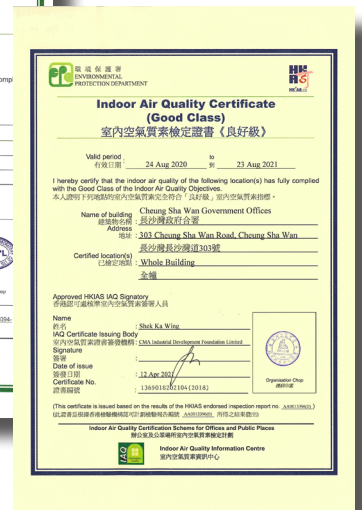 環境保護署
ENVIRONMENTAL
PROTECTION DEPARTMENT
HK
HKIAS
Indoor Air Quality Certificate
(Good Class)
室內空氣質素檢定證書《良好級》
Valid period
有效日期 : 24 Aug 2020 to 到 23 Aug 2021
I hereby certify that the indoor air quality of the following location(s) has fully complied
with the Good Class of the Indoor Air Quality Objectives.
本人證明下列地點的室內空氣質素完全符合「良好級」室內空氣指標。
Name of building
建築物名稱 : Cheung Sha Wan Government Offices
長沙灣政府合署
Address
地址 : 303 Cheung Sha Wan Road, Cheung Sha Wan
長沙灣長沙灣道303號
Certified location(s)
已檢定地點 : Whole Building
全幢
Approved HKIAS IAQ Signatory
香港認可處核準室內空氣質素簽署人員
Name
姓名 : Shek Ka Wing
IAQ Certificate Issuing Body
室內空氣質素證書簽發機構 : CMA Industrial Development Foundation Limited
Signature
簽署 :
Date of issue
簽發日期 : 12 Apr 2021
Certificate No.
證書編號 :
Organisation Chop
機構印鑑
(This certificate is issued based on the results of the HKIAS endorsed inspection report no.
Indoor Air Quality Certification Scheme for Offices and Public Places
辦公室及公眾場所室內空氣質素檢定計劃
IAQ
Indoor Air Quality Information Centre
室內空氣質素資訊中心